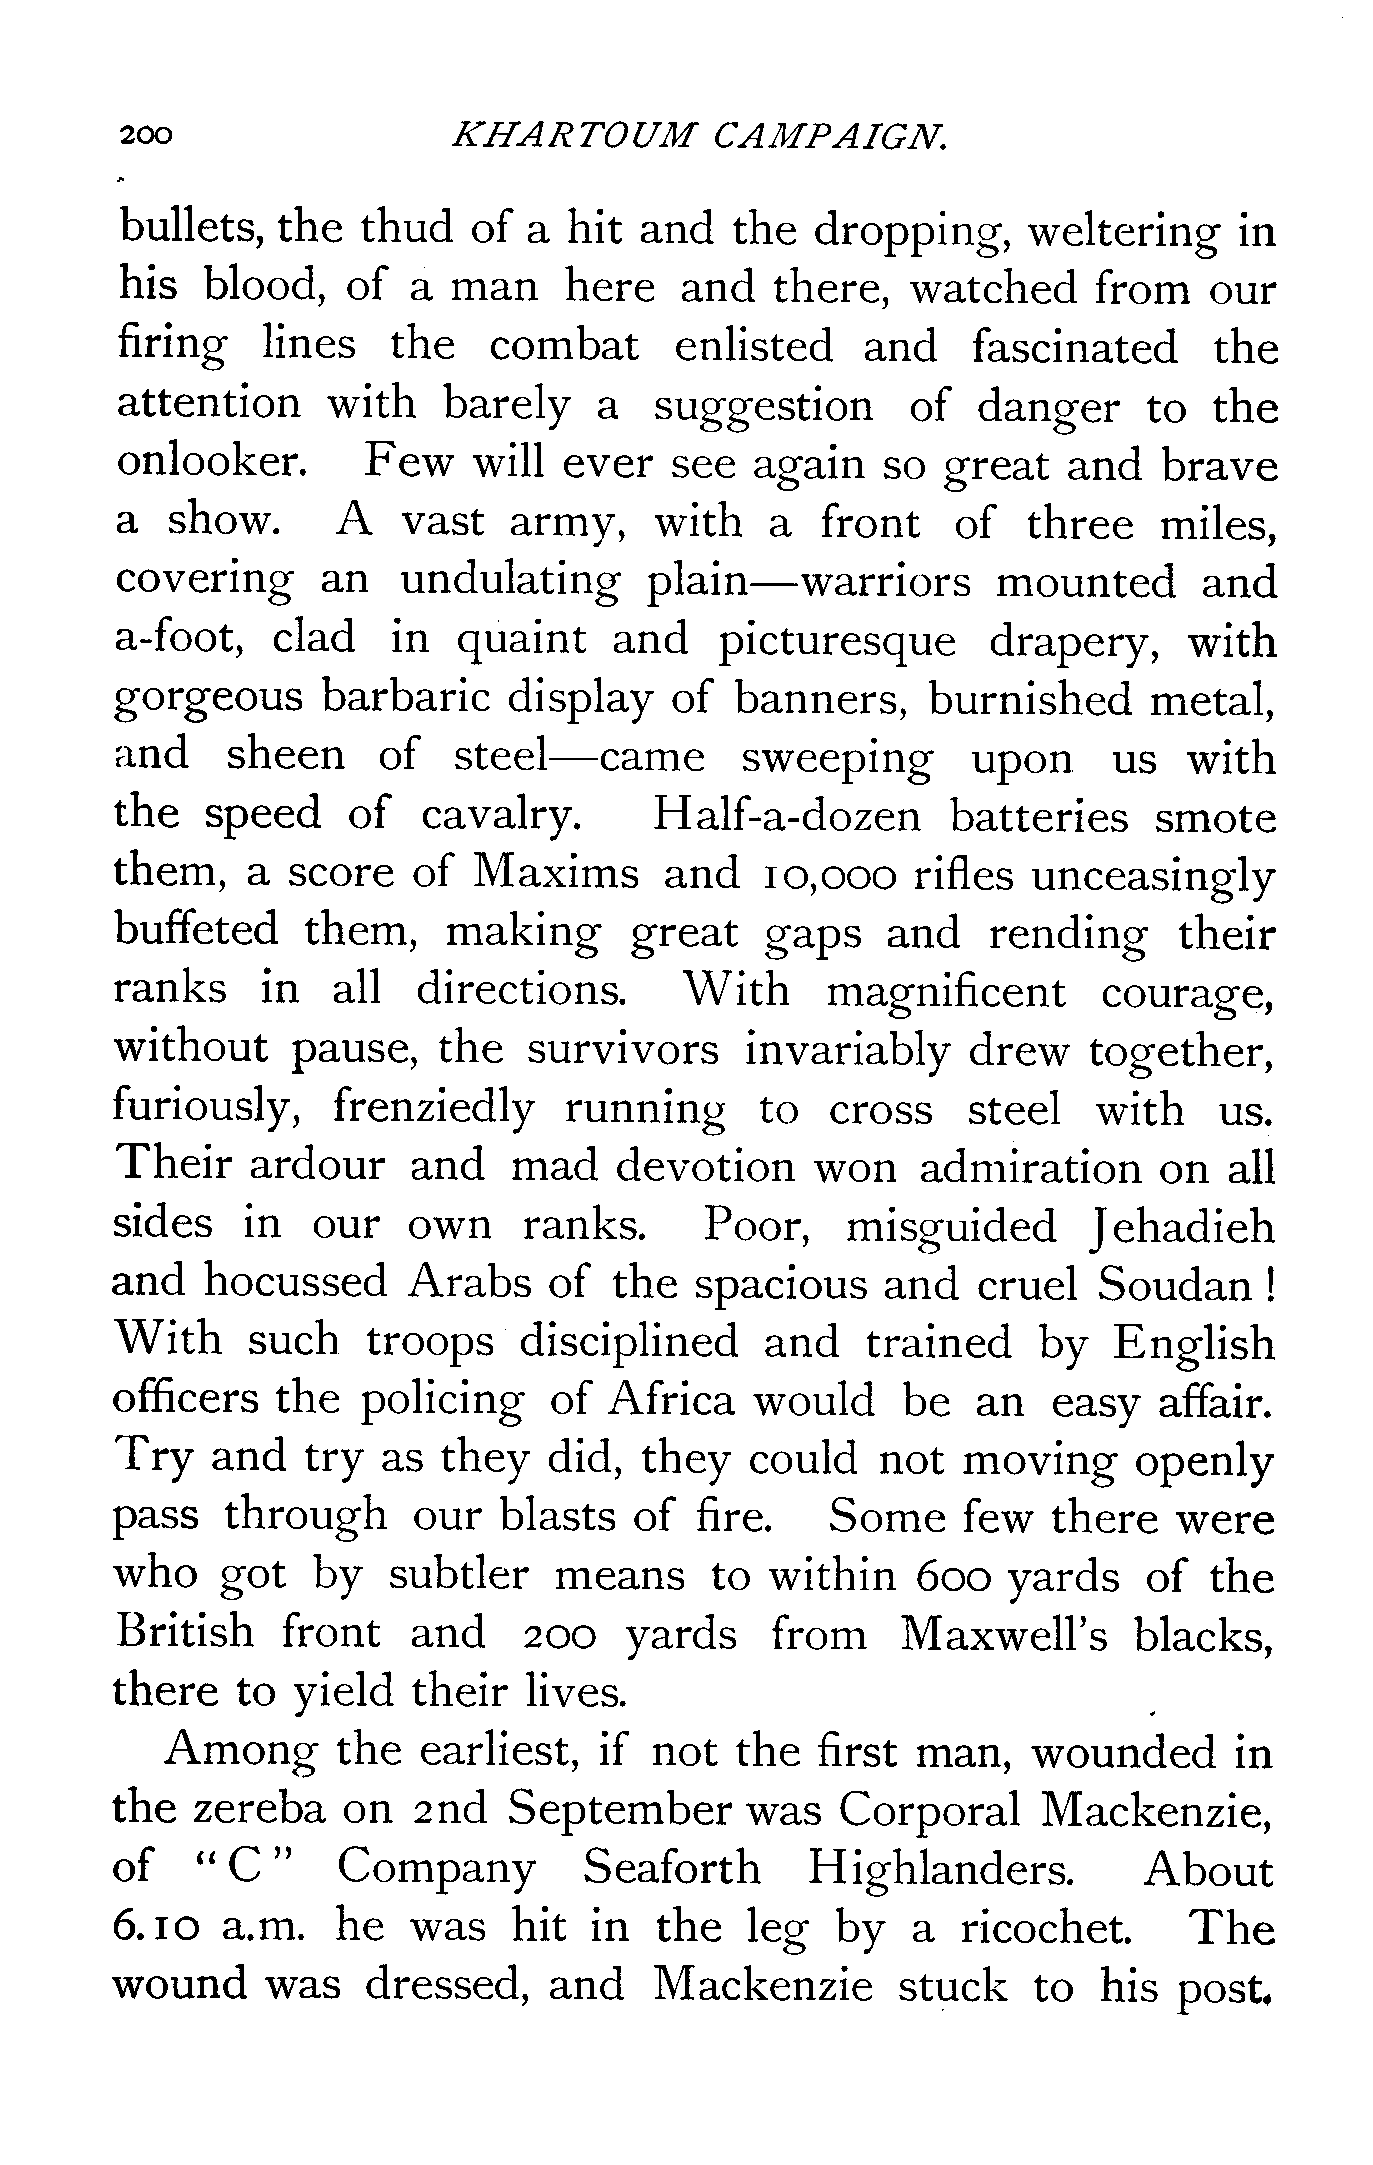 200 KHARTOUM CAMPAIGN.
bullets, the thud of a hit and the dropping, weltering in
his blood, of a man here and there, watched from our
firing lines the combat enlisted and fascinated the
attention with barely a suggestion of danger to the
onlooker. Few will ever see again so great and brave
a show. A vast army, with a front of three miles,
covering an undulating plain—warriors mounted and
a-foot, clad in quaint and picturesque drapery, with
gorgeous barbaric display of banners, burnished metal,
and sheen of steel—came sweeping upon us with
the speed of cavalry. Half-a-dozen batteries smote
them, a score of Maxims and 10,000 rifles unceasingly
buffeted them, making great gaps and rending their
ranks in all directions. With magnificent courage,
without pause, the survivors invariably drew together,
furiously, frenziedly running to cross steel with us.
Their ardour and mad devotion won admiration on all
sides in our own ranks. Poor, misguided Jehadieh
and hocussed Arabs of the spacious and cruel Soudan !
With such troops disciplined and trained by English
officers the policing of Africa would be an easy affair.
Try and try as they did, they could not moving openly
pass through our blasts of fire. Some few there were
who got by subtler means to within 600 yards of the
British front and 200 yards from Maxwell's blacks,
there to yield their lives.
Among the earliest, if not the first man, wounded in
the zereba on 2nd September was Corporal Mackenzie,
of "C" Company Seaforth Highlanders. About
6.10 a.m. he was hit in the leg by a ricochet. The
wound was dressed, and Mackenzie stuck to his post.